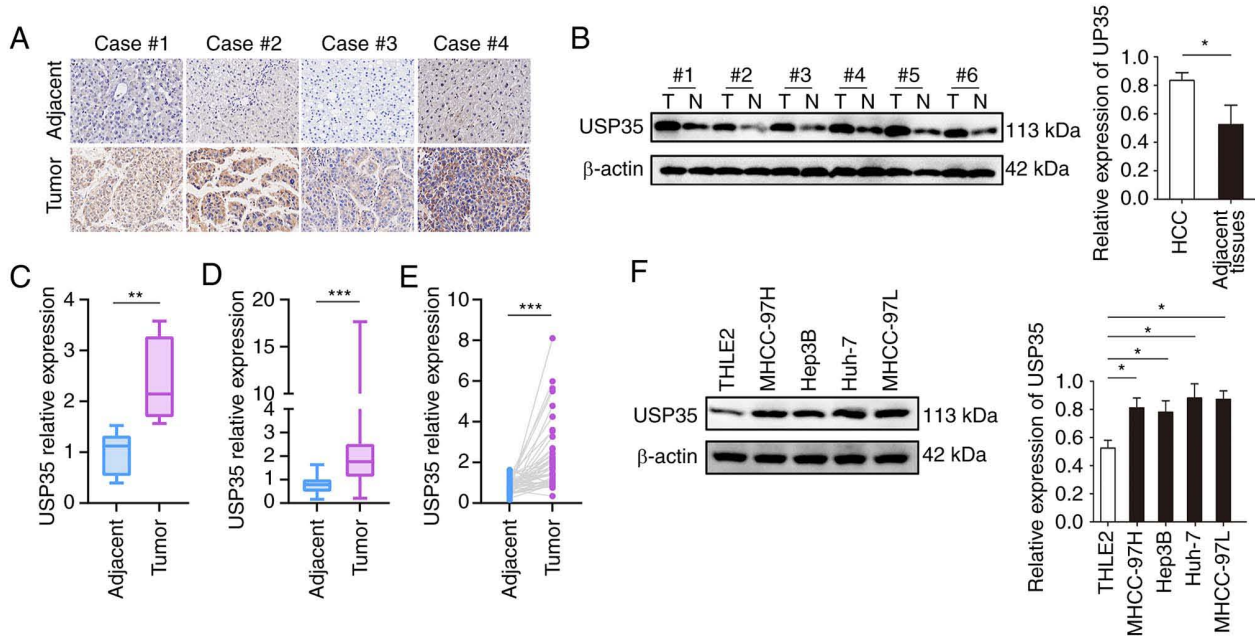 A
Case #1 Case #2 Case #3 Case #4
Adjacent
Tumor
B
#1 #2 #3 #4 #5 #6
T N T N T N T N T N T N
USP35
113 kDa
β-actin
42 kDa
Relative expression of UP35
*
1.0
0.8
0.6
0.4
0.2
0.0
HCC
Adjacent
tissues
C
USP35 relative expression
**
4
3
2
1
0
Adjacent
Tumor
D
USP35 relative expression
***
20
15
10
4
3
2
1
0
Adjacent
Tumor
E
USP35 relative expression
***
10
8
6
4
2
0
Adjacent
Tumor
F
THLE2
MHCC-97H
Hep3B
Huh-7
MHCC-97L
USP35
113 kDa
β-actin
42 kDa
Relative expression of USP35
*
*
*
*
1.0
0.8
0.6
0.4
0.2
0.0
THLE2
MHCC-97H
Hep3B
Huh-7
MHCC-97L